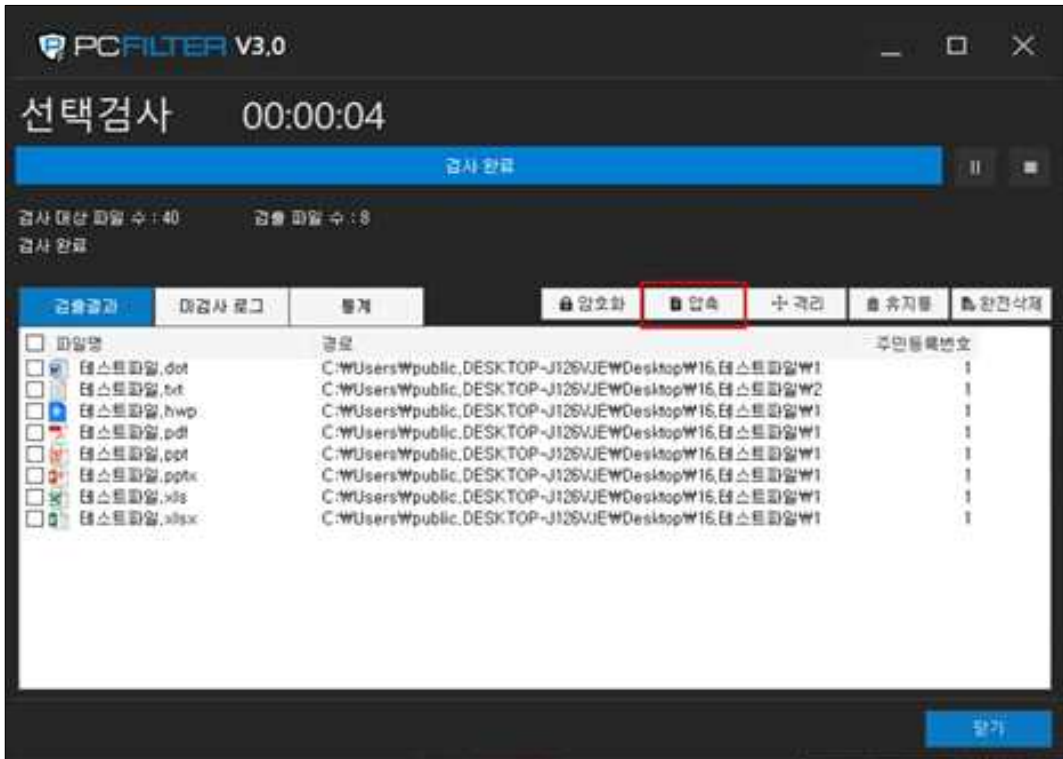 PCFILTER V3.0
선택검사 00:00:04
검사 완료
검사 대상 파일 수 : 40 검출 파일 수 : 8
검사 완료
검출결과 미검사 로그 통계 암호화 압축 격리 휴지통 완전삭제
파일명 경로 주민등록번호
테스트파일.dot C:₩Users₩public.DESKTOP-J126VJE₩Desktop₩16.테스트파일₩1 1
테스트파일.txt C:₩Users₩public.DESKTOP-J126VJE₩Desktop₩16.테스트파일₩2 1
테스트파일.hwp C:₩Users₩public.DESKTOP-J126VJE₩Desktop₩16.테스트파일₩1 1
테스트파일.pdf C:₩Users₩public.DESKTOP-J126VJE₩Desktop₩16.테스트파일₩1 1
테스트파일.ppt C:₩Users₩public.DESKTOP-J126VJE₩Desktop₩16.테스트파일₩1 1
테스트파일.pptx C:₩Users₩public.DESKTOP-J126VJE₩Desktop₩16.테스트파일₩1 1
테스트파일.xls C:₩Users₩public.DESKTOP-J126VJE₩Desktop₩16.테스트파일₩1 1
테스트파일.xlsx C:₩Users₩public.DESKTOP-J126VJE₩Desktop₩16.테스트파일₩1 1
닫기